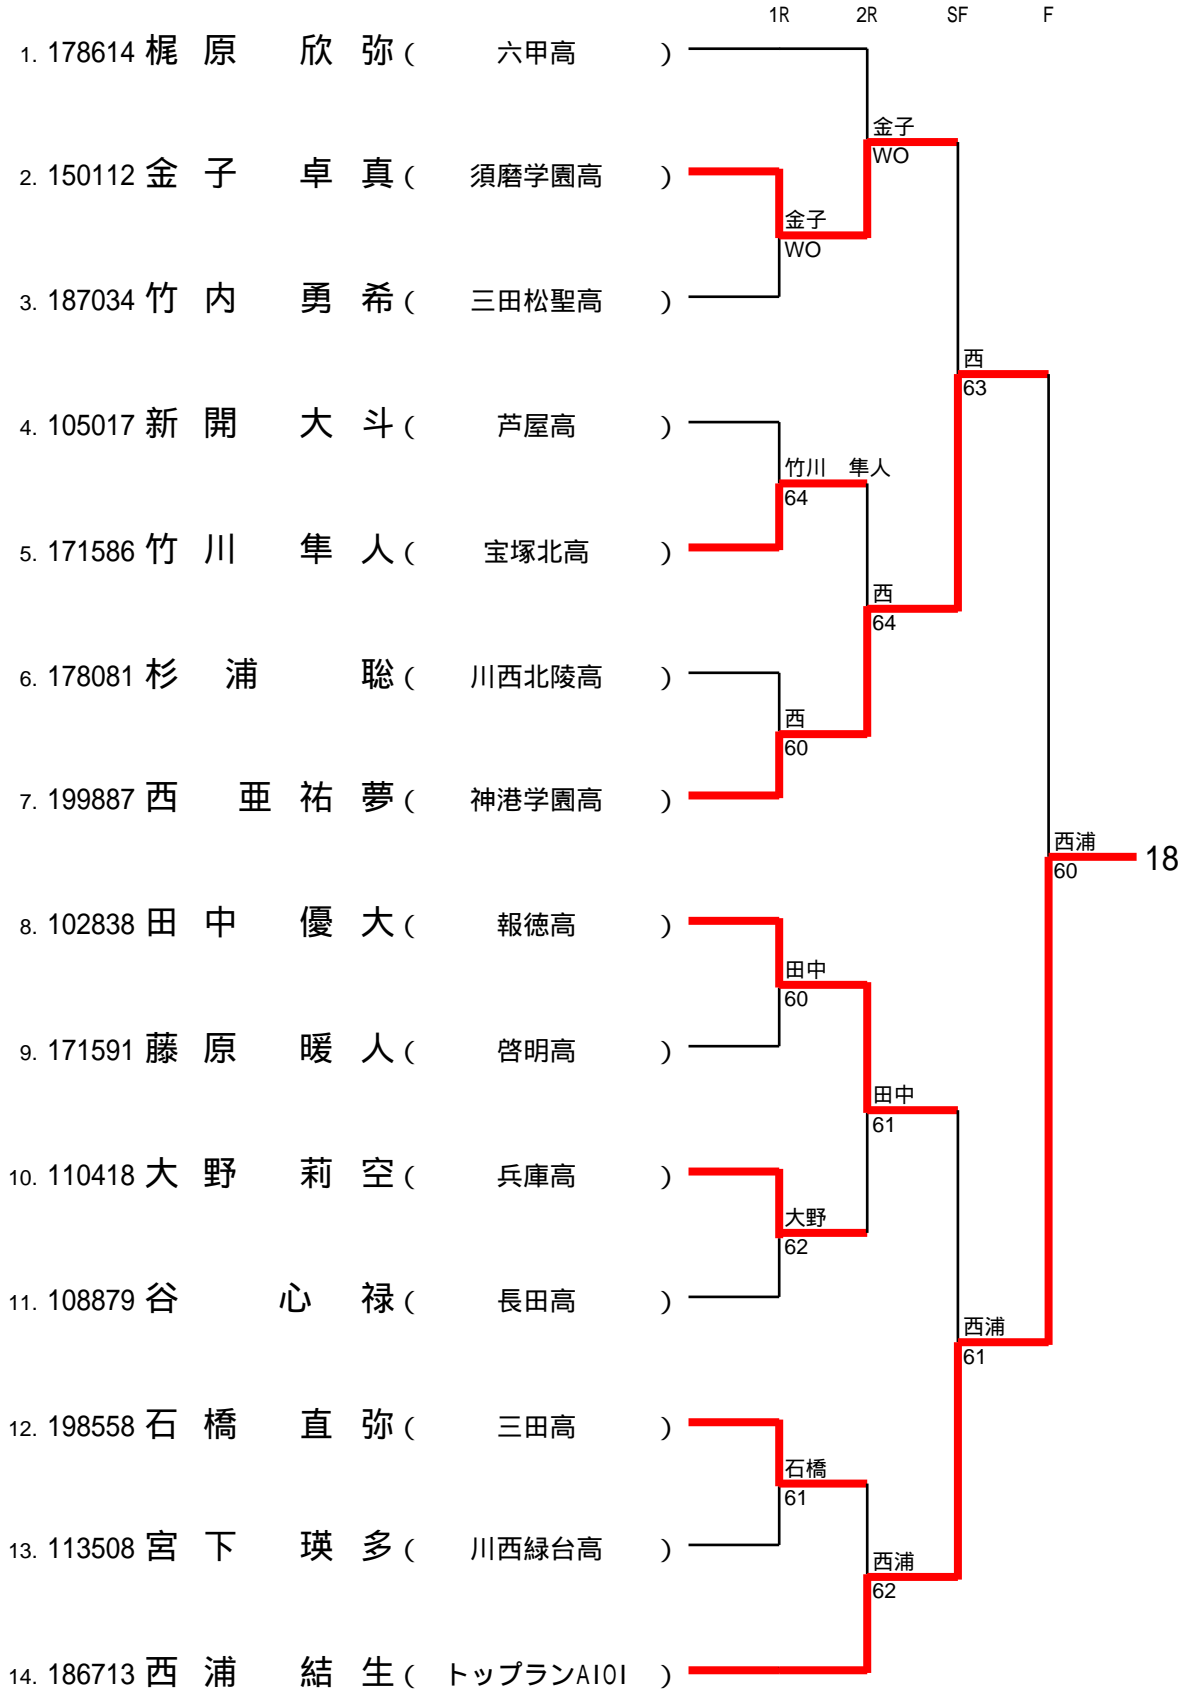 1R 2R SF F
1. 178614 梶原 欣弥 ( 六甲高 )
金子
WO
2. 150112 金子 卓真 ( 須磨学園高 )
金子
WO
3. 187034 竹内 勇希 ( 三田松聖高 )
西
63
4. 105017 新開 大斗 ( 芦屋高 )
竹川 隼人
64
5. 171586 竹川 隼人 ( 宝塚北高 )
西
64
6. 178081 杉浦 聡 ( 川西北陵高 )
西
60
7. 199887 西 亜祐夢 ( 神港学園高 )
西浦
60
18
8. 102838 田中 優大 ( 報徳高 )
田中
60
9. 171591 藤原 暖人 ( 啓明高 )
田中
61
10. 110418 大野 莉空 ( 兵庫高 )
大野
62
11. 108879 谷 心禄 ( 長田高 )
西浦
61
12. 198558 石橋 直弥 ( 三田高 )
石橋
61
13. 113508 宮下 瑛多 ( 川西緑台高 )
西浦
62
14. 186713 西浦 結生 ( トップランAIOI )